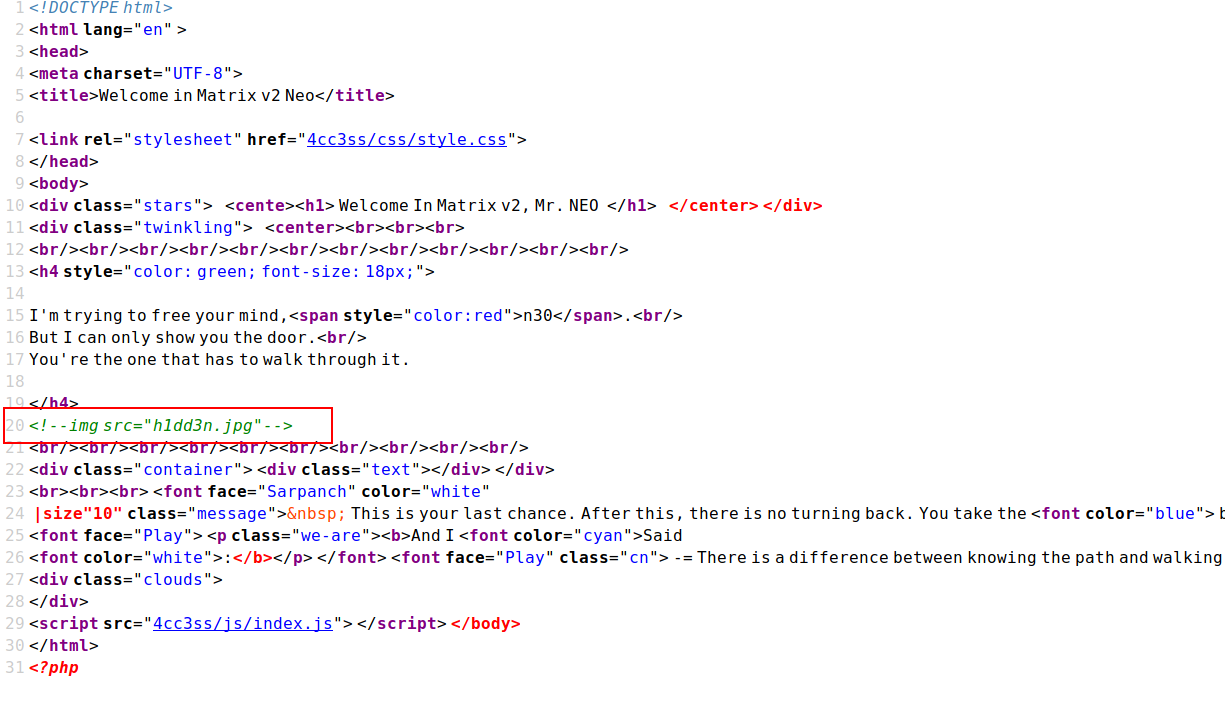 1 <!DOCTYPE html>
2 <html lang="en" >
3 <head>
4 <meta charset="UTF-8">
5 <title>Welcome in Matrix v2 Neo</title>
6
7 <link rel="stylesheet" href="4cc3ss/css/style.css">
8 </head>
9 <body>
10 <div class="stars"> <cente><h1> Welcome In Matrix v2, Mr. NEO </h1> </center> </div>
11 <div class="twinkling"> <center><br><br><br>
12 <br/><br/><br/><br/><br/><br/><br/><br/><br/><br/><br/><br/>
13 <h4 style="color: green; font-size: 18px;">
14
15 I'm trying to free your mind,<span style="color:red">n30</span>.<br/>
16 But I can only show you the door.<br/>
17 You're the one that has to walk through it.
18
19 </h4>
20 <!--img src="h1dd3n.jpg"-->
21 <br/><br/><br/><br/><br/><br/><br/><br/><br/><br/>
22 <div class="container"> <div class="text"></div> </div>
23 <br><br><br> <font face="Sarpanch" color="white"
24 |size"10" class="message">&nbsp; This is your last chance. After this, there is no turning back. You take the <font color="blue"> b
25 <font face="Play"> <p class="we-are"><b>And I <font color="cyan">Said
26 <font color="white">:</b></p> </font> <font face="Play" class="cn"> -= There is a difference between knowing the path and walking
27 <div class="clouds">
28 </div>
29 <script src="4cc3ss/js/index.js"> </script> </body>
30 </html>
31 <?php